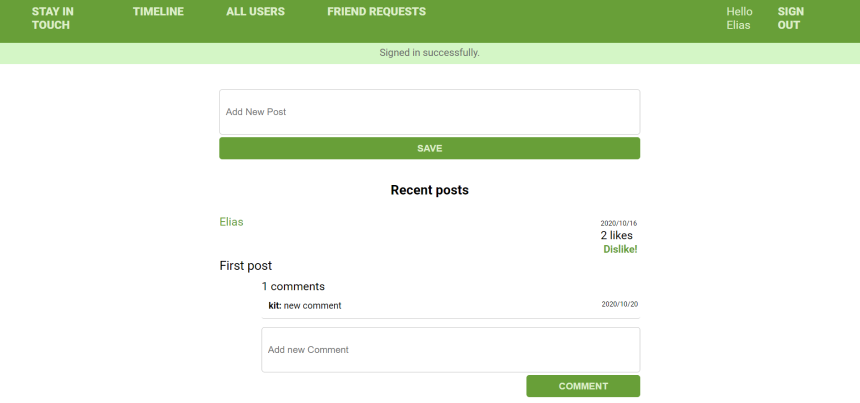 STAY IN TOUCH
TIMELINE
ALL USERS
FRIEND REQUESTS
Hello Elias
SIGN OUT
Signed in successfully.
Add New Post
SAVE
Recent posts
Elias
2020/10/16
2 likes
Dislike!
First post
1 comments
kit: new comment
2020/10/20
Add new Comment
COMMENT